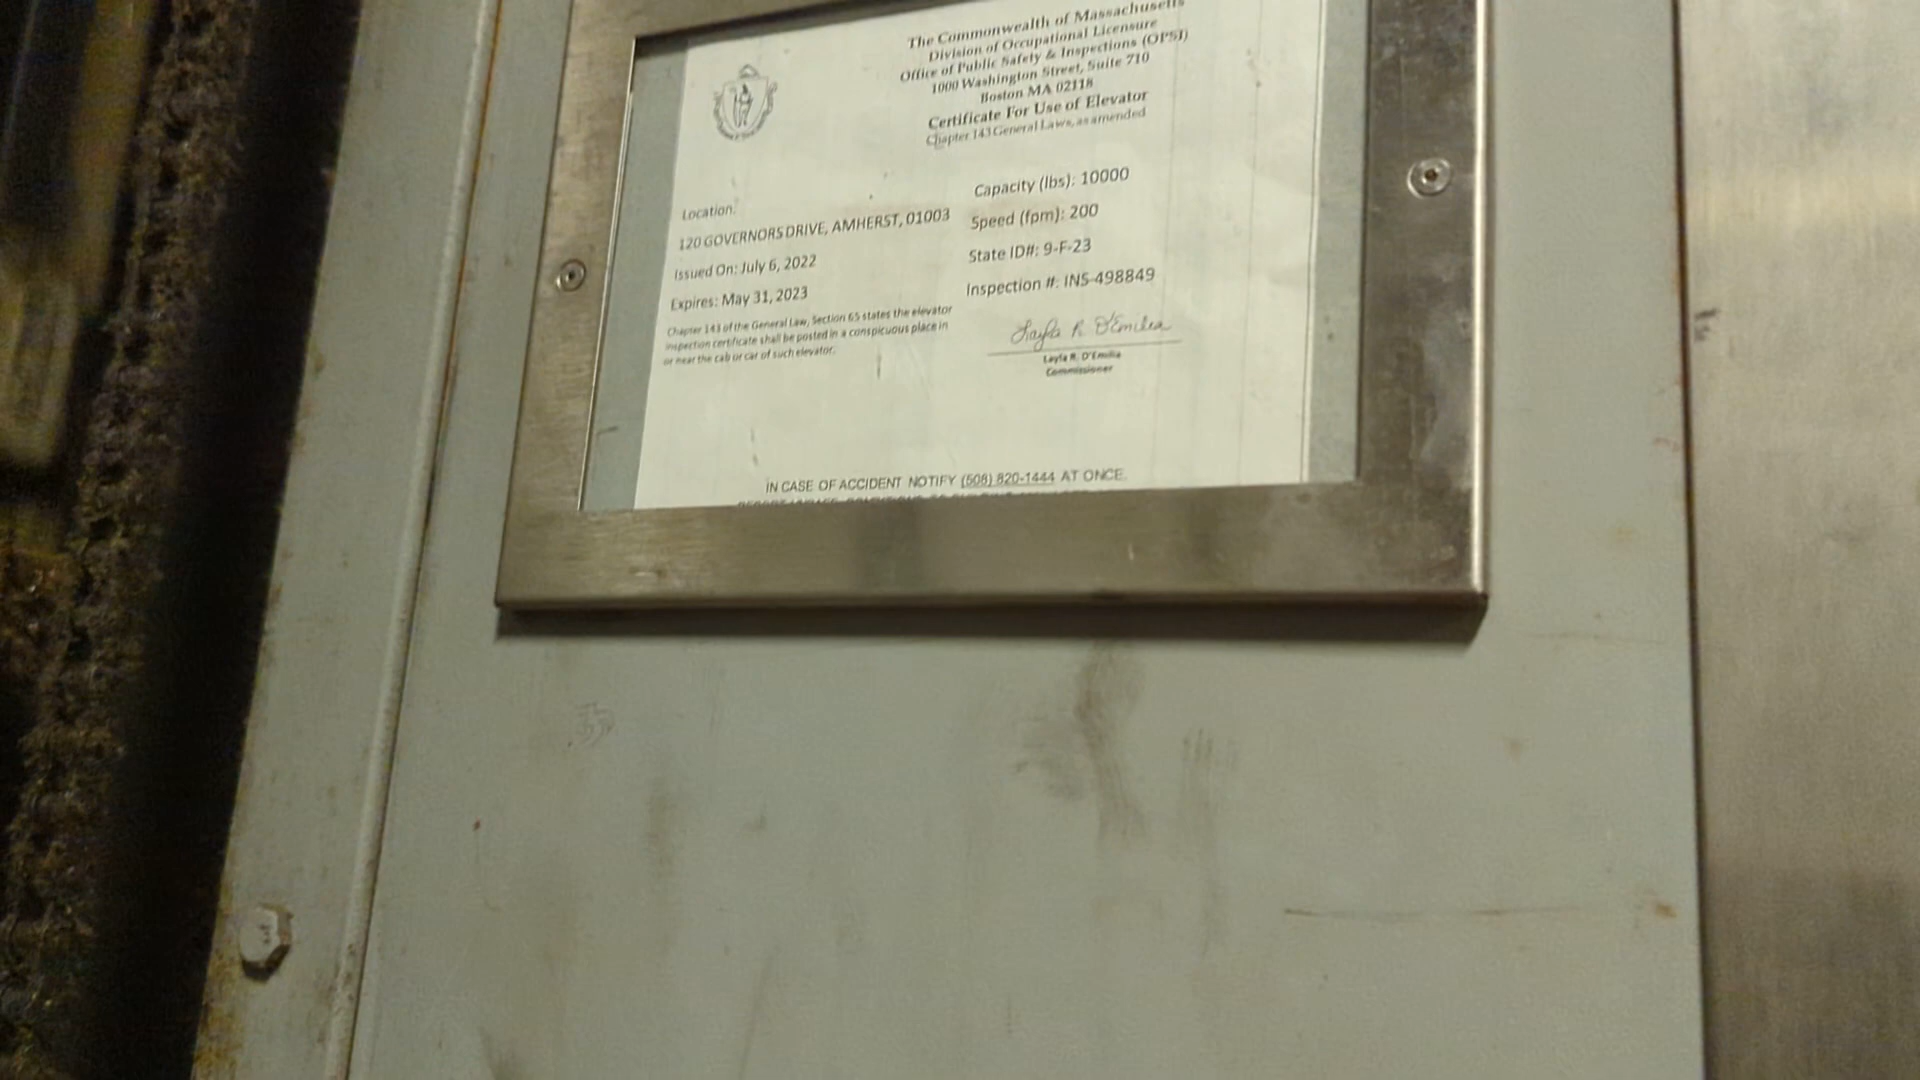 The Commonwealth of Massachusetts
Division of Occupational Licensure
Office of Public Safety & Inspections (OPSI)
1000 Washington Street, Suite 710
Boston MA 02118
Certificate For Use of Elevator
Chapter 143 General Laws, as amended
Location:
120 GOVERNORS DRIVE, AMHERST, 01003
Issued On: July 6, 2022
Expires: May 31, 2023
Chapter 143 of the General Law, Section 65 states the elevator
inspection certificate shall be posted in a conspicuous place in
or near the cab or car of such elevator.
Capacity (lbs): 10000
Speed (fpm): 200
State ID#: 9-F-23
Inspection #: INS-498849
Layla R. D'Emilia
Layla R. D'Emilia
Commissioner
IN CASE OF ACCIDENT NOTIFY (508) 820-1444 AT ONCE.